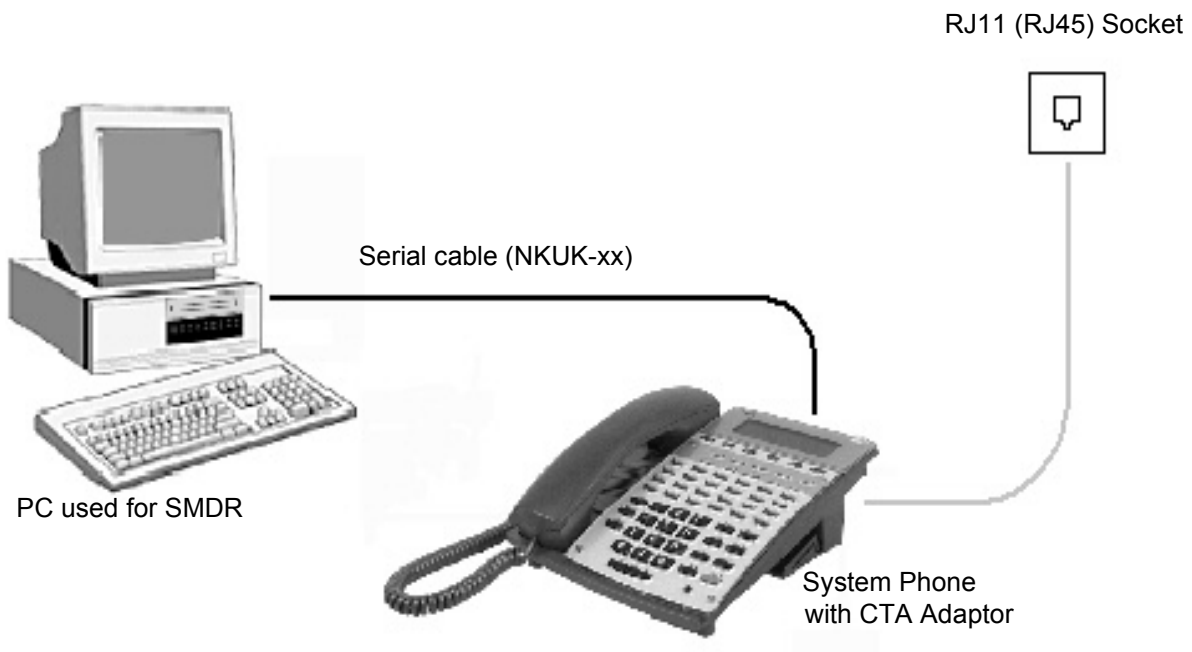 RJ11 (RJ45) Socket
Serial cable (NKUK-xx)
PC used for SMDR
System Phone
with CTA Adaptor